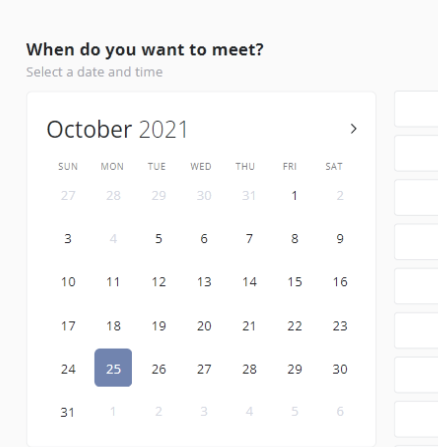 When do you want to meet?
Select a date and time
October 2021
SUN MON TUE WED THU FRI SAT
27 28 29 30 31 1 2
3 4 5 6 7 8 9
10 11 12 13 14 15 16
17 18 19 20 21 22 23
24 25 26 27 28 29 30
31 1 2 3 4 5 6